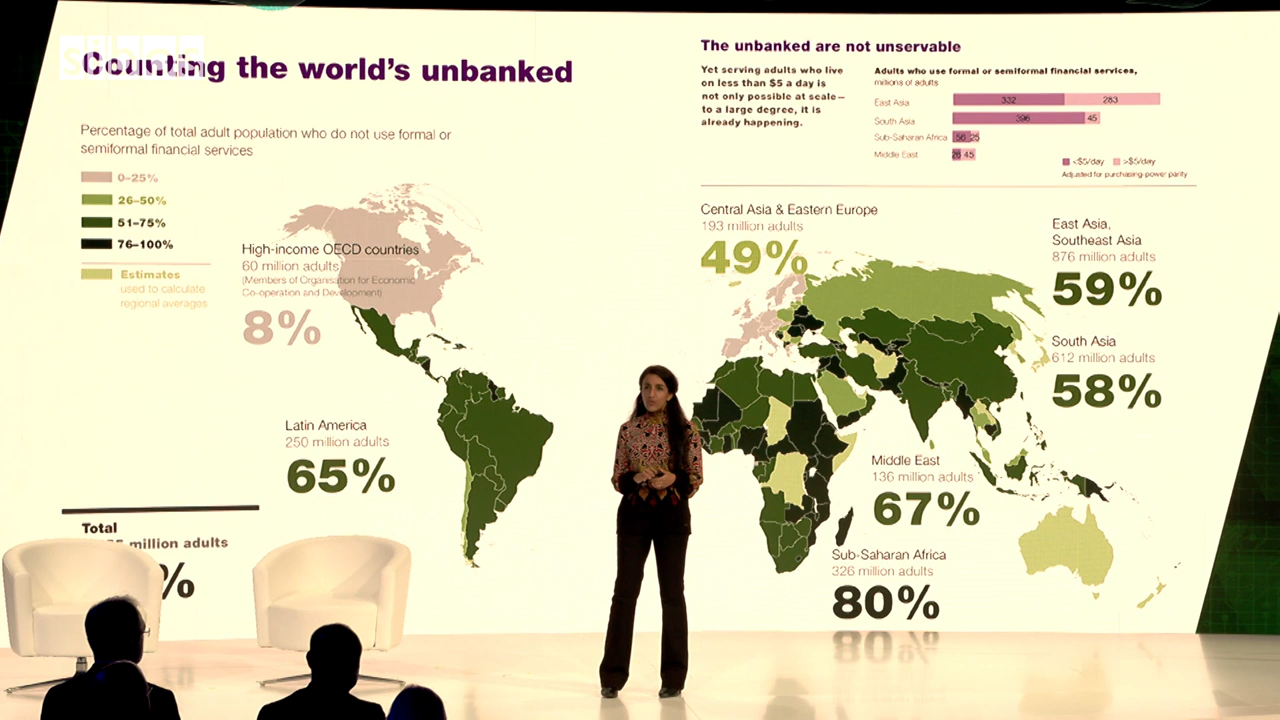 sibos
Counting the world's unbanked
Percentage of total adult population who do not use formal or
semiformal financial services
0–25%
26–50%
51–75%
76–100%
Estimates
used to calculate
regional averages
High-income OECD countries
60 million adults
(Members of Organisation for Economic
Co-operation and Development)
8%
Latin America
250 million adults
65%
Total
million adults
%
The unbanked are not unservable
Yet serving adults who live
on less than $5 a day is
not only possible at scale—
to a large degree, it is
already happening.
Adults who use formal or semiformal financial services,
millions of adults
East Asia 332 283
South Asia 396 45
Sub-Saharan Africa 56 25
Middle East 26 45
<$5/day >$5/day
Adjusted for purchasing-power parity
Central Asia & Eastern Europe
193 million adults
49%
East Asia,
Southeast Asia
876 million adults
59%
South Asia
612 million adults
58%
Middle East
136 million adults
67%
Sub-Saharan Africa
326 million adults
80%